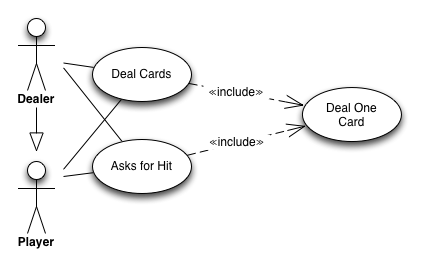 Deal Cards
«include»
Dealer
Deal One
Card
«include»
Asks for Hit
Player